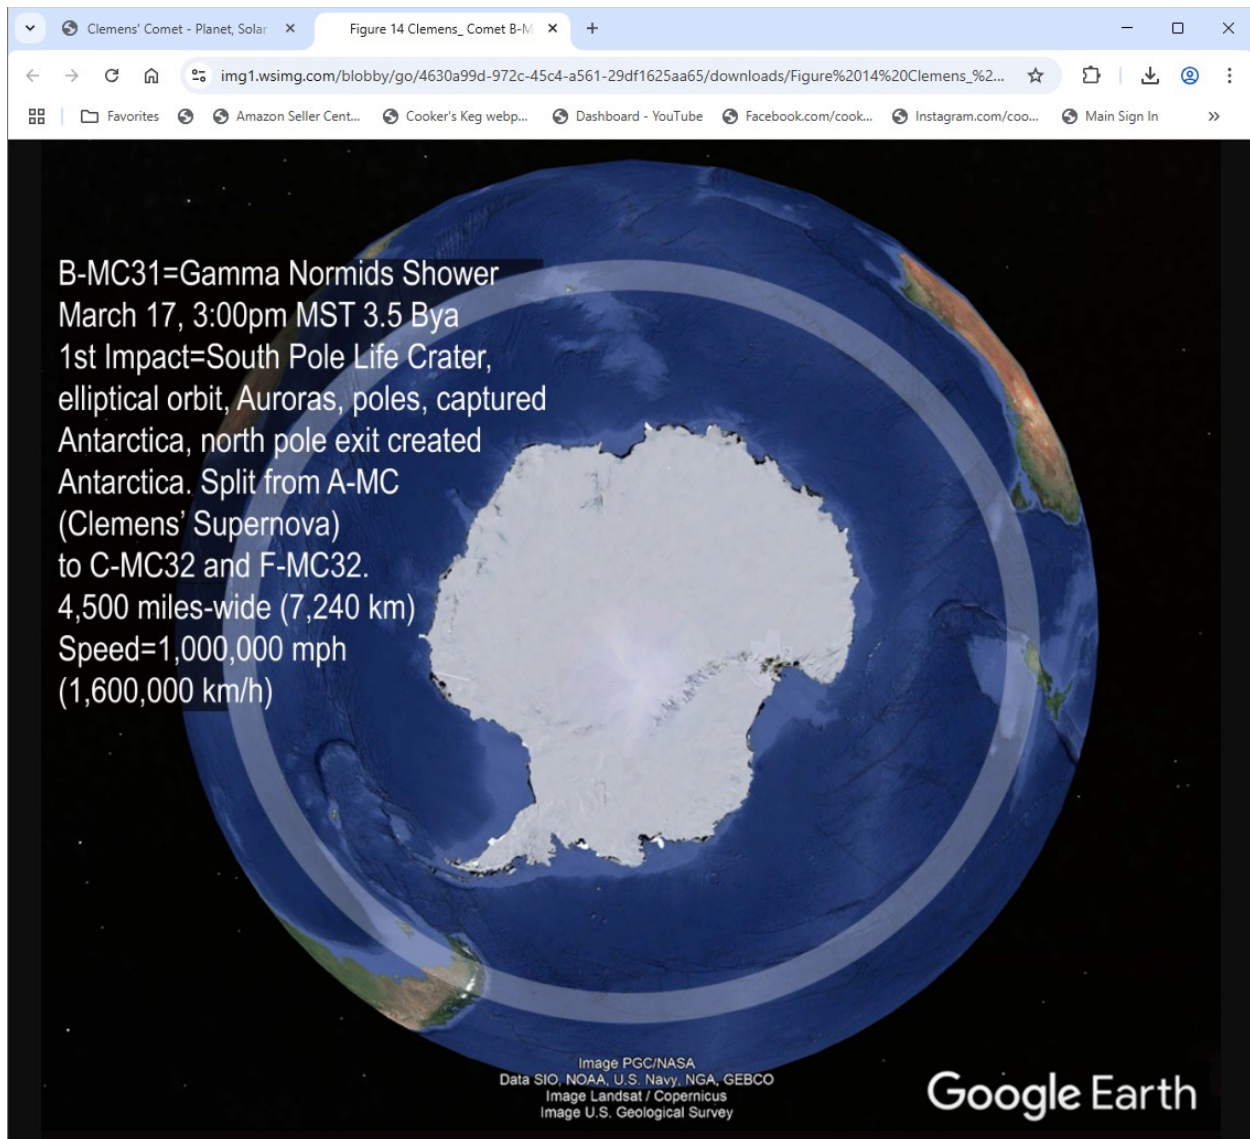 Clemens' Comet - Planet, Solar
Figure 14 Clemens_ Comet B-M
img1.wsimg.com/blobby/go/4630a99d-972c-45c4-a561-29df1625aa65/downloads/Figure%2014%20Clemens_%2...
Favorites Amazon Seller Cent... Cooker's Keg webp... Dashboard - YouTube Facebook.com/cook... Instagram.com/coo... Main Sign In »
B-MC31=Gamma Normids Shower
March 17, 3:00pm MST 3.5 Bya
1st Impact=South Pole Life Crater,
elliptical orbit, Auroras, poles, captured
Antarctica, north pole exit created
Antarctica. Split from A-MC
(Clemens' Supernova)
to C-MC32 and F-MC32.
4,500 miles-wide (7,240 km)
Speed=1,000,000 mph
(1,600,000 km/h)
Image PGC/NASA
Data SIO, NOAA, U.S. Navy, NGA, GEBCO
Image Landsat / Copernicus
Image U.S. Geological Survey
Google Earth